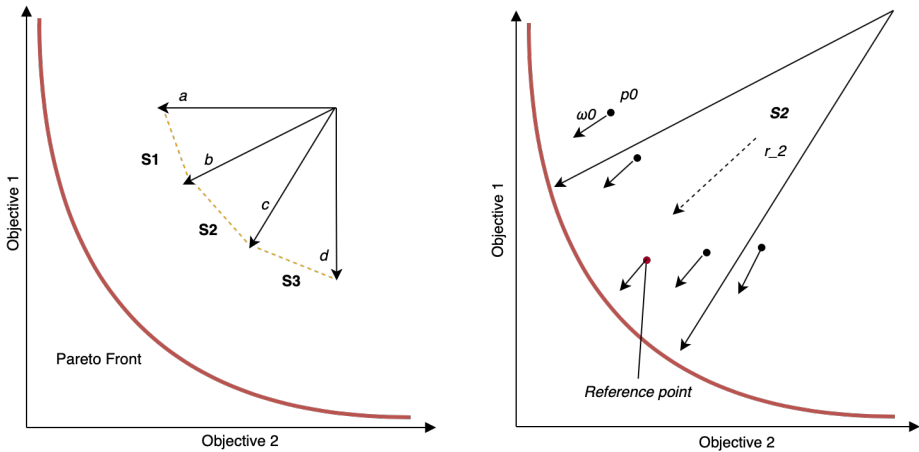 Objective 1
a
b
c
d
S1
S2
S3
Pareto Front
Objective 2
Objective 1
ω0
p0
S2
r_2
Reference point
Objective 2